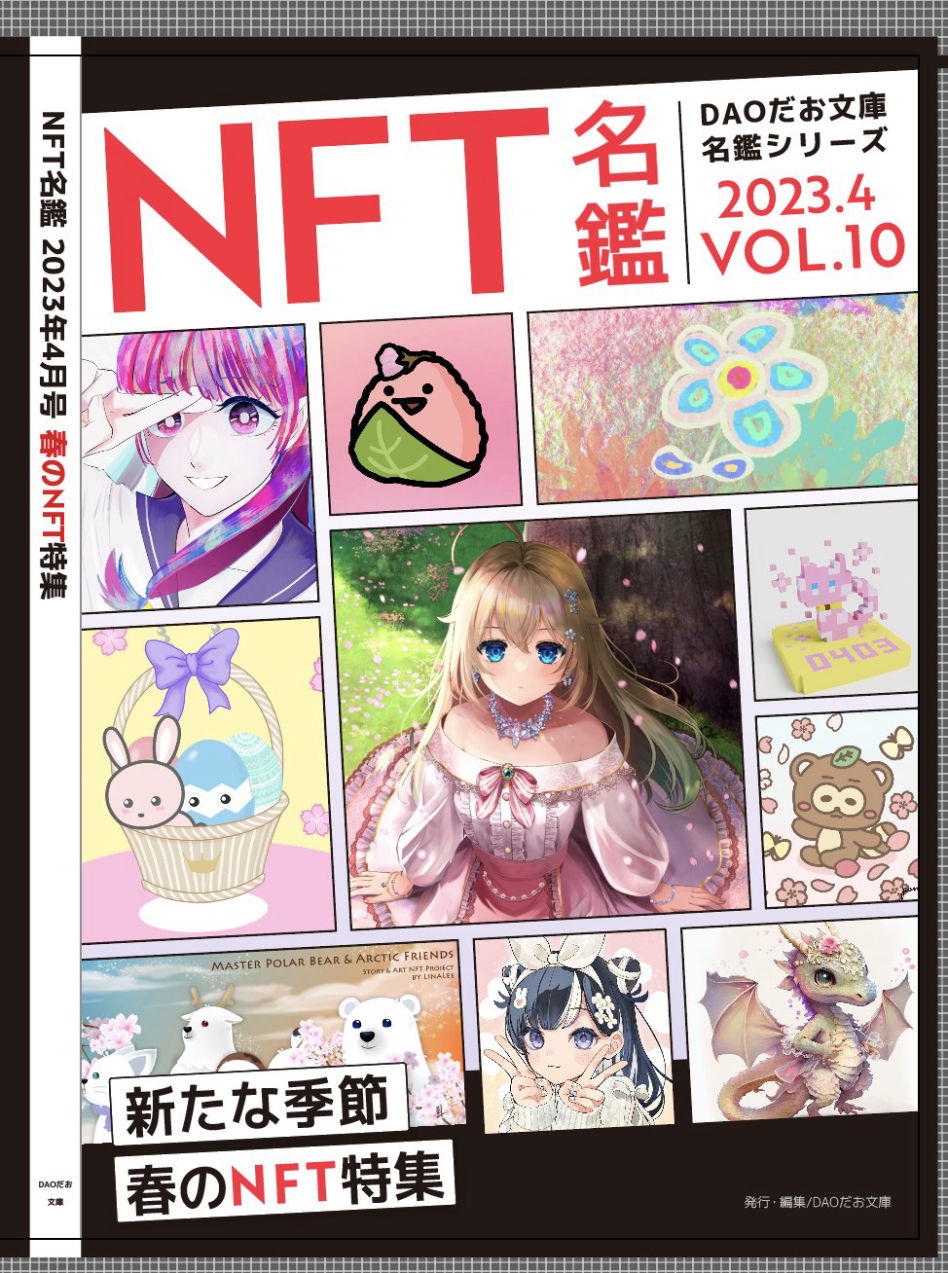 NFT名鑑 2023年4月号 春のNFT特集
DAOだお
文庫
NFT
名鑑
DAOだお文庫
名鑑シリーズ
2023.4
VOL.10
0403
MASTER POLAR BEAR & ARCTIC FRIENDS
STORY & ART NFT PROJECT
BY LINALEE
新たな季節
春のNFT特集
発行・編集/DAOだお文庫